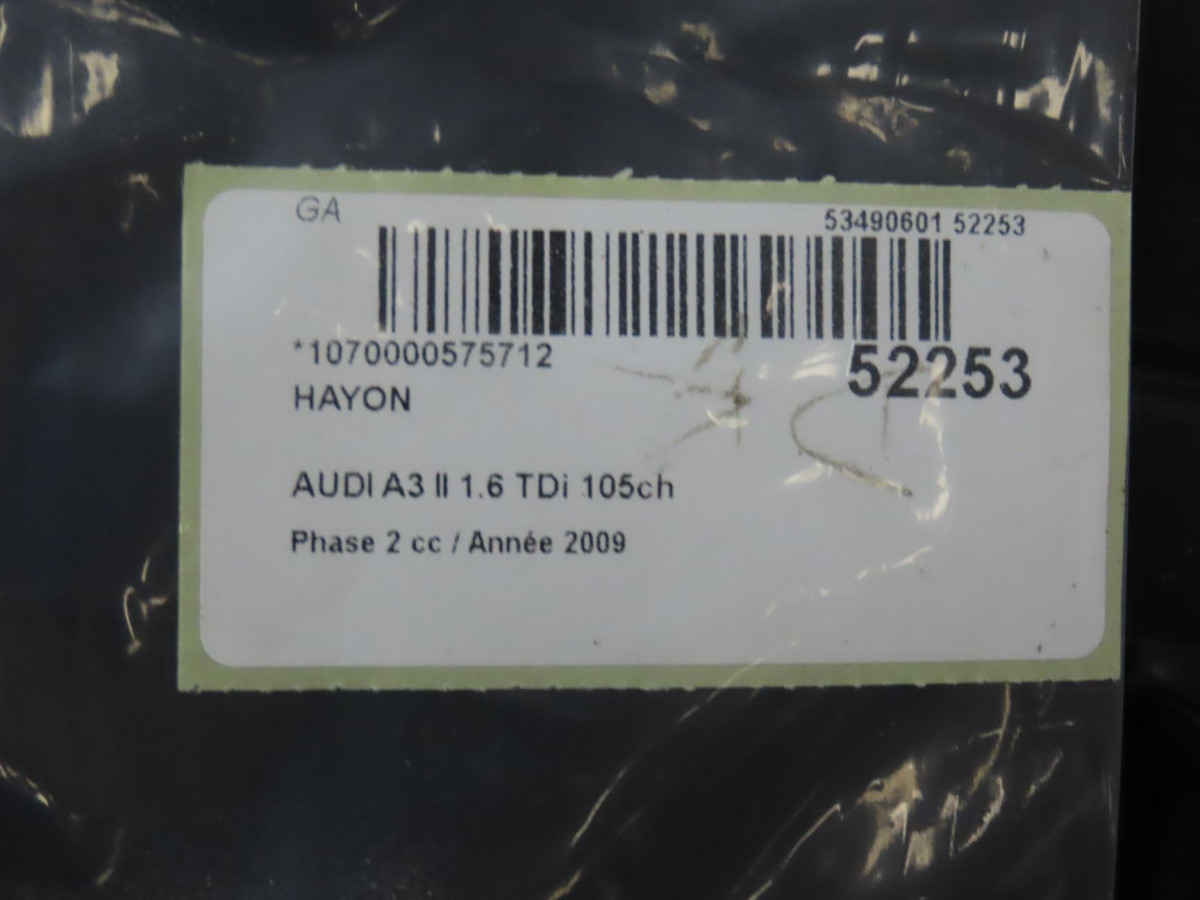 GA
53490601 52253
*1070000575712
52253
HAYON
AUDI A3 II 1.6 TDi 105ch
Phase 2 cc / Année 2009